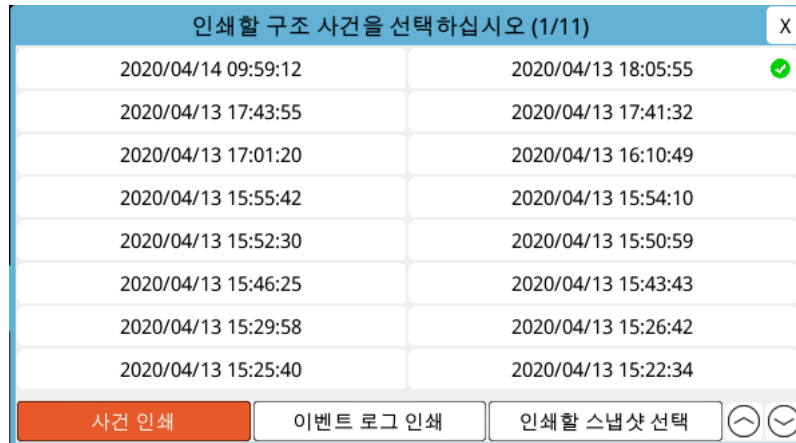 인쇄할 구조 사건을 선택하십시오 (1/11) X
2020/04/14 09:59:12 2020/04/13 18:05:55
2020/04/13 17:43:55 2020/04/13 17:41:32
2020/04/13 17:01:20 2020/04/13 16:10:49
2020/04/13 15:55:42 2020/04/13 15:54:10
2020/04/13 15:52:30 2020/04/13 15:50:59
2020/04/13 15:46:25 2020/04/13 15:43:43
2020/04/13 15:29:58 2020/04/13 15:26:42
2020/04/13 15:25:40 2020/04/13 15:22:34
사건 인쇄 이벤트 로그 인쇄 인쇄할 스냅샷 선택